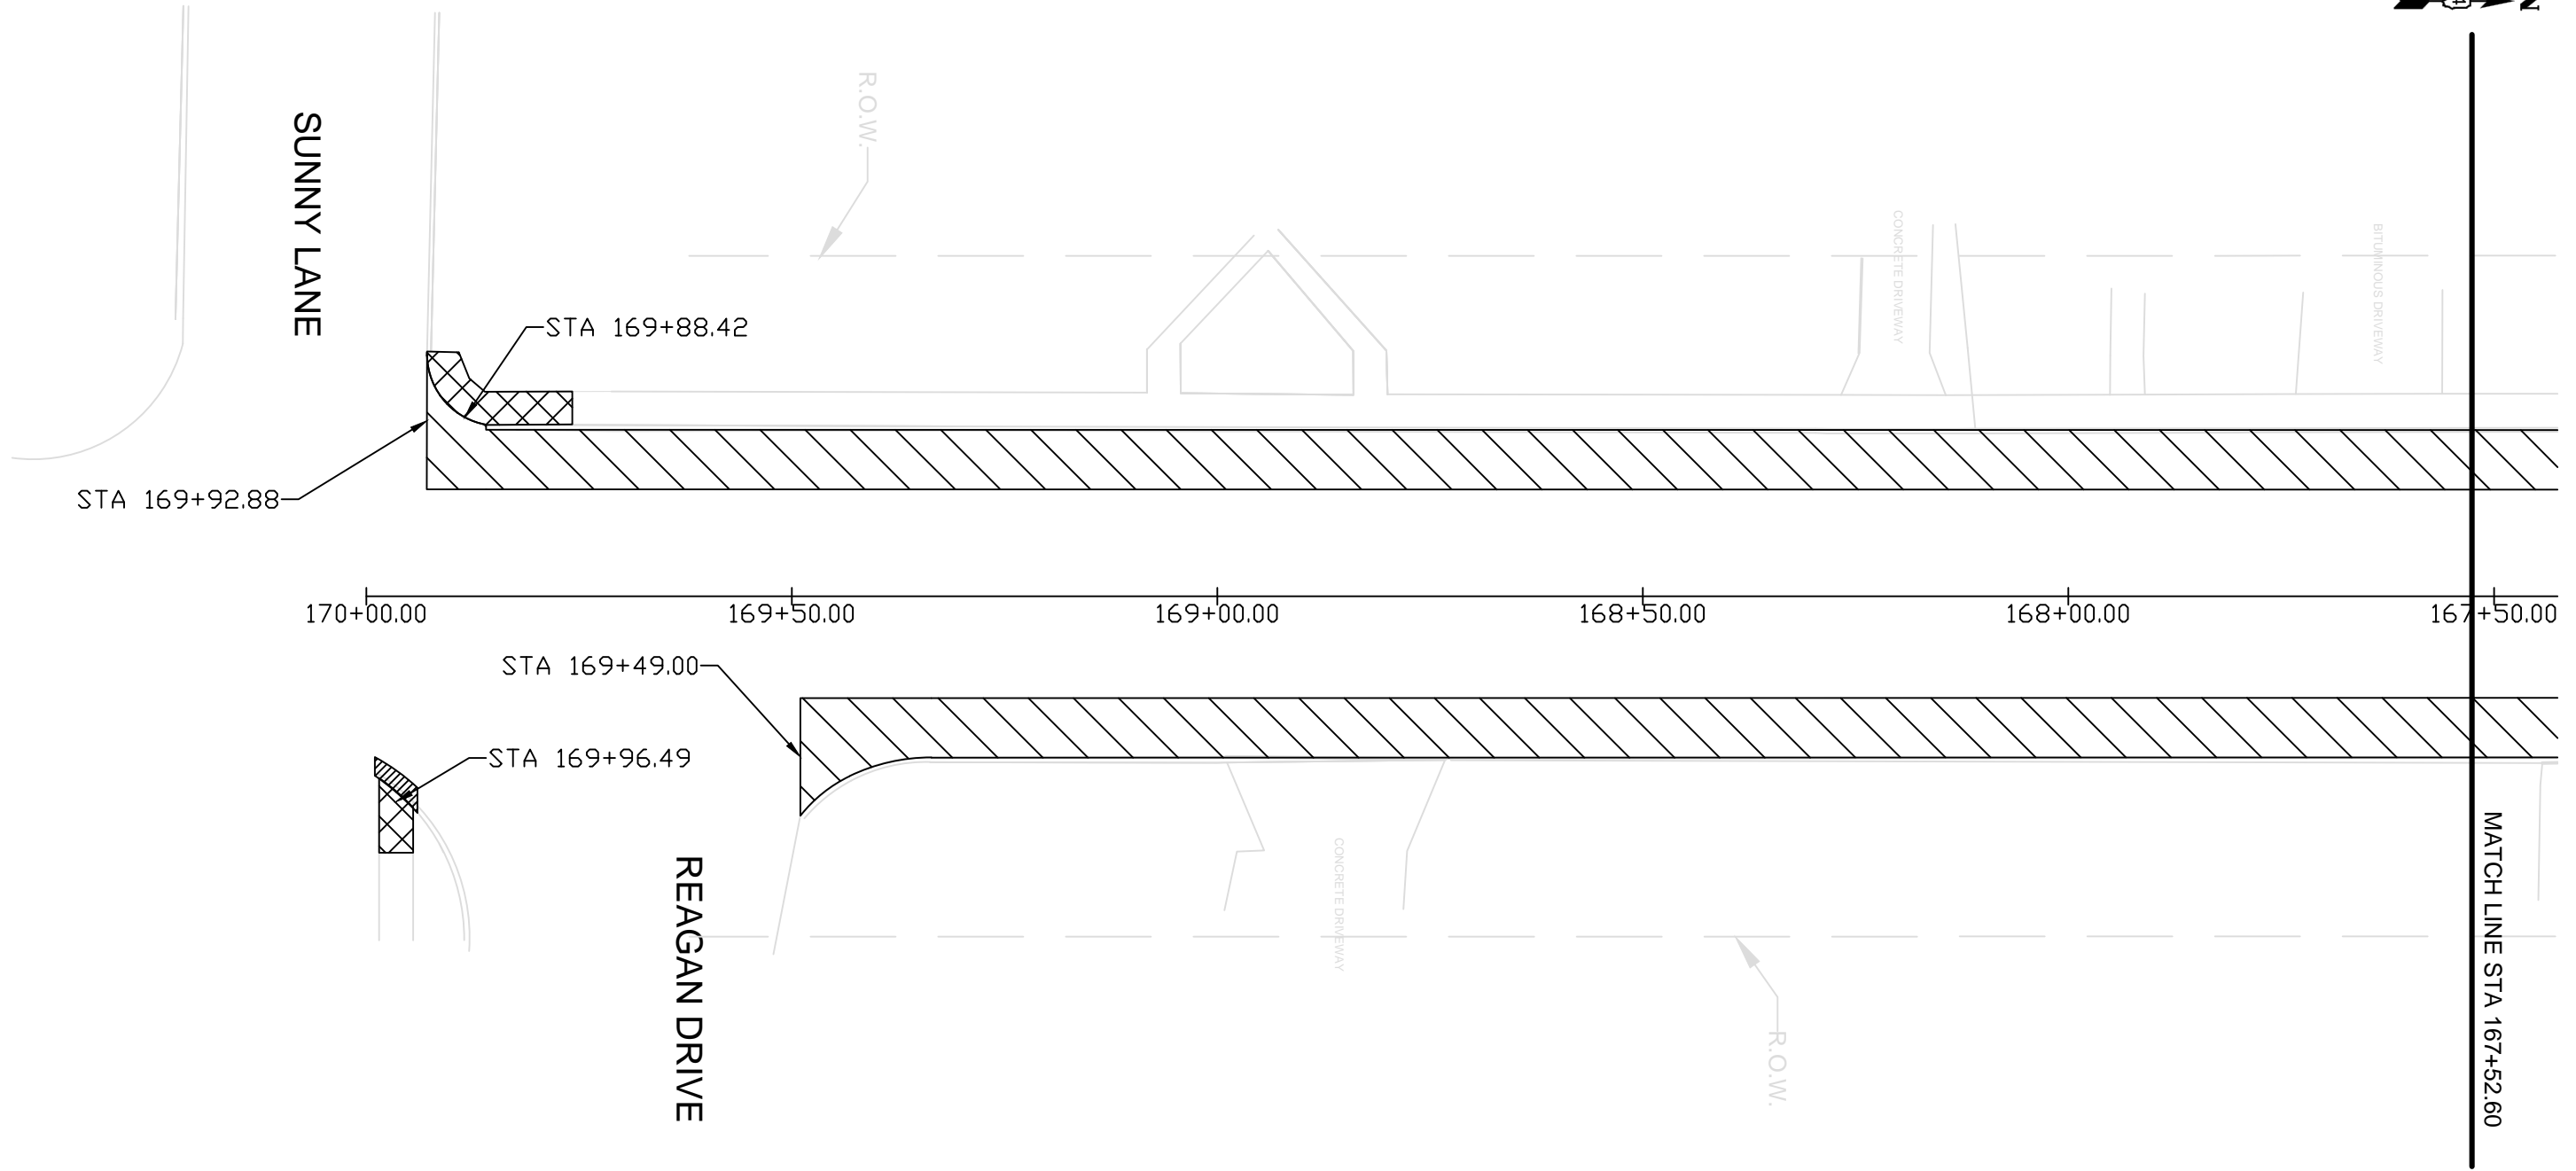 N
R.O.W.
SUNNY LANE
CONCRETE DRIVEWAY
BITUMINOUS DRIVEWAY
STA 169+88.42
STA 169+92.88
170+00.00
169+50.00
169+00.00
168+50.00
168+00.00
167+50.00
STA 169+49.00
STA 169+96.49
REAGAN DRIVE
CONCRETE DRIVEWAY
MATCH LINE STA 167+52.60
R.O.W.